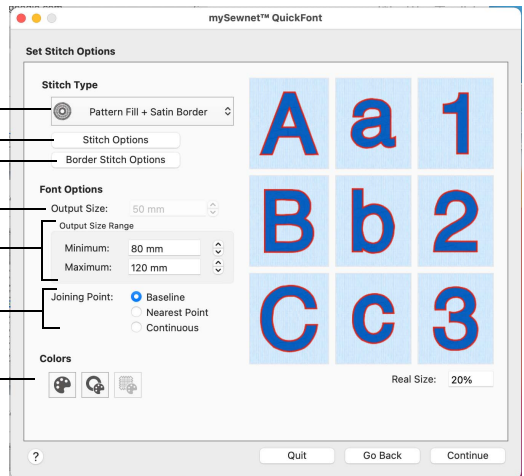 mySewnet™ QuickFont
Set Stitch Options
Stitch Type
Pattern Fill + Satin Border
Stitch Options
Border Stitch Options
Font Options
Output Size: 50 mm
Output Size Range
Minimum: 80 mm
Maximum: 120 mm
Joining Point: Baseline
Nearest Point
Continuous
Colors
A a 1
B b 2
C c 3
Real Size: 20%
? Quit Go Back Continue